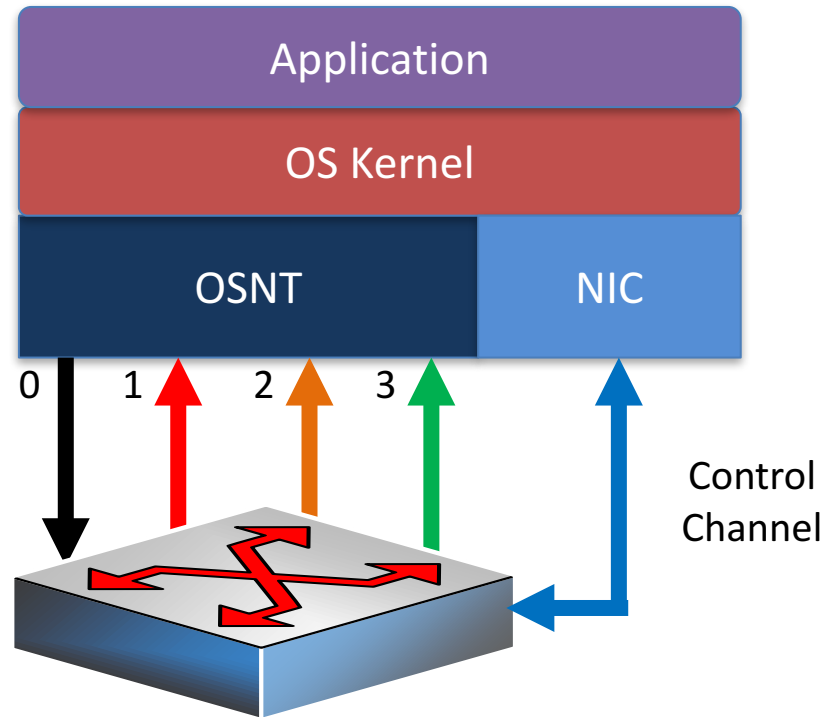 Application
OS Kernel
OSNT NIC
0 1 2 3
Control
Channel